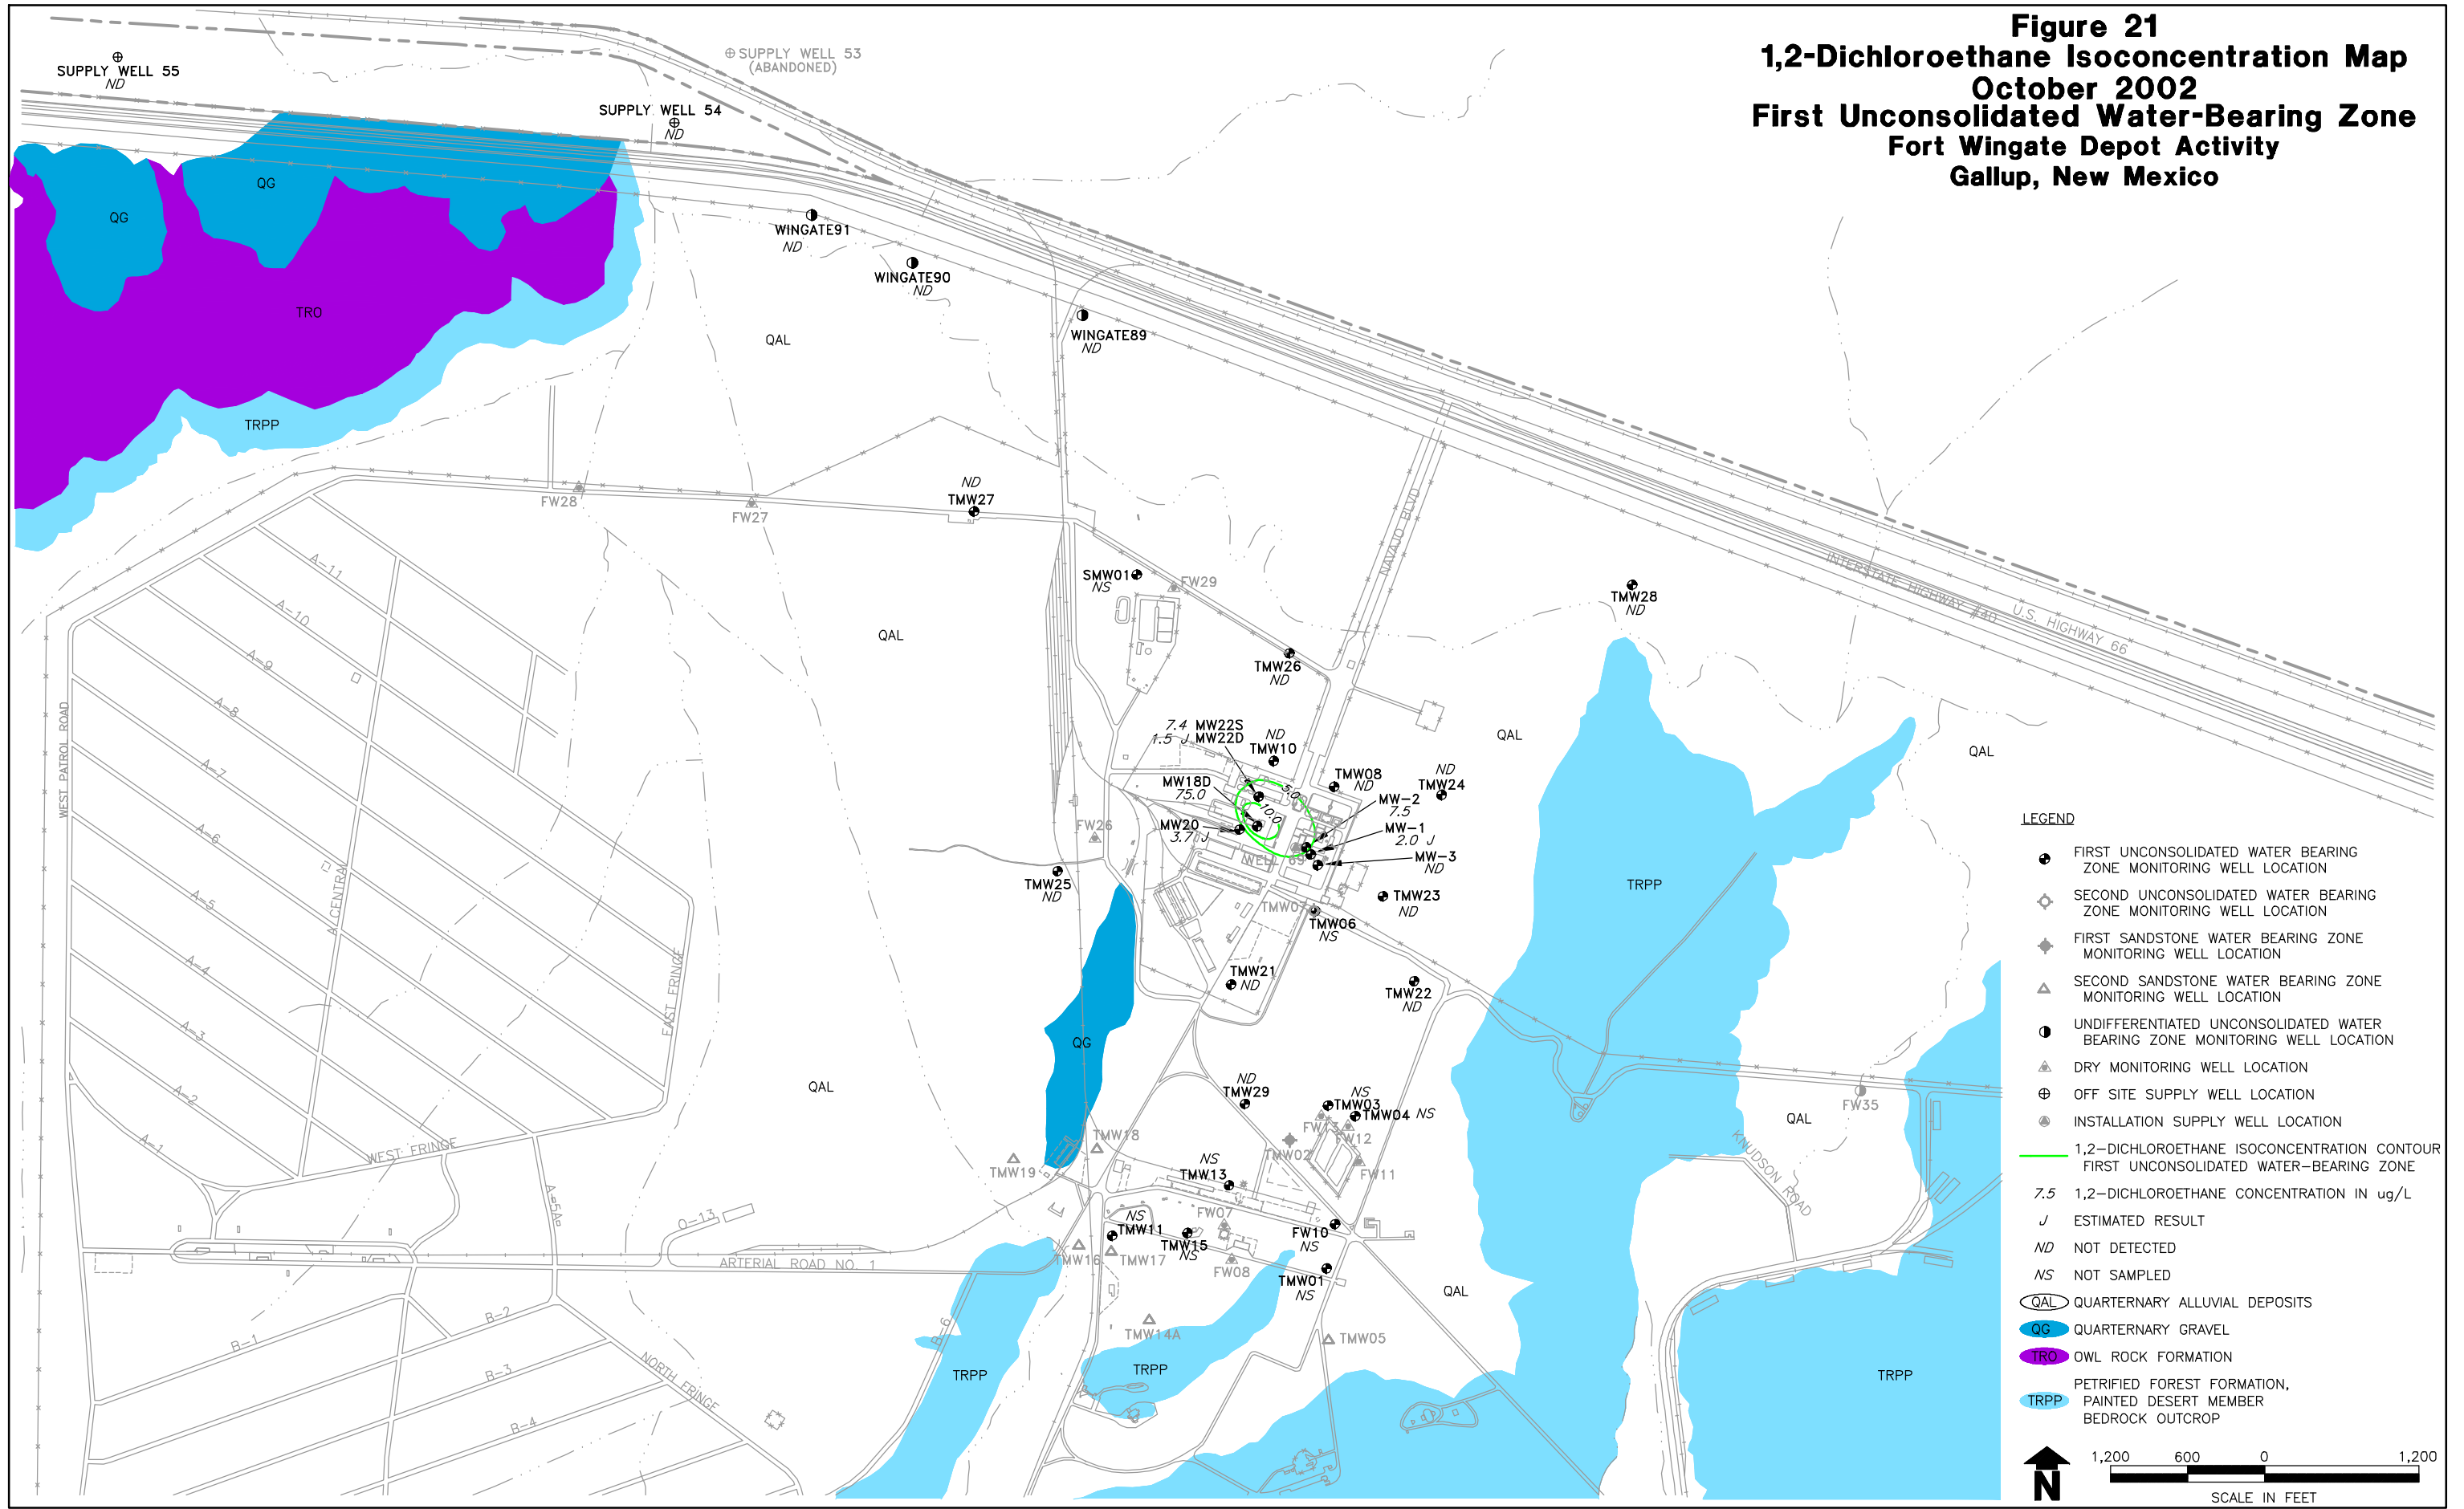 Figure 21
1,2-Dichloroethane Isoconcentration Map
October 2002
First Unconsolidated Water-Bearing Zone
Fort Wingate Depot Activity
Gallup, New Mexico
SUPPLY WELL 55
ND
SUPPLY WELL 53
(ABANDONED)
SUPPLY WELL 54
ND
QG
QG
TRO
TRPP
WINGATE91
ND
WINGATE90
ND
WINGATE89
ND
QAL
FW28
FW27
ND
TMW27
NAVAJO BLVD
INTERSTATE HIGHWAY #40
U.S. HIGHWAY 66
SMW01
NS
FW29
TMW28
ND
QAL
TMW26
ND
A-11
A-10
A-9
A-8
A-7
A-6
A-5
A-4
A-3
A-2
A-1
WEST PATROL ROAD
A CENTRAL
EAST FRINGE
WEST FRINGE
7.4 MW22S
1.5 J MW22D
ND
TMW10
QAL
QAL
MW18D
75.0
5.0
10.0
TMW08
ND
ND
TMW24
MW-2
7.5
MW20
3.7 J
MW-1
2.0 J
MW-3
ND
FW26
WELL 69
TMW25
ND
TMW23
ND
TMW07
TMW06
NS
TRPP
TMW21
ND
TMW22
ND
QG
QAL
ND
TMW29
NS
TMW03
TMW04 NS
FW13
FW12
FW11
TMW02
FW35
QAL
KNUDSON ROAD
TMW18
TMW19
NS
TMW13
NS
TMW11
TMW15
NS
FW07
FW08
FW10
NS
TMW16
TMW17
TMW01
NS
QAL
A-25A
O-13
ARTERIAL ROAD NO. 1
B-1
B-2
B-3
B-4
B-6
NORTH FRINGE
TMW14A
TMW05
TRPP
TRPP
TRPP
LEGEND
FIRST UNCONSOLIDATED WATER BEARING
ZONE MONITORING WELL LOCATION
SECOND UNCONSOLIDATED WATER BEARING
ZONE MONITORING WELL LOCATION
FIRST SANDSTONE WATER BEARING ZONE
MONITORING WELL LOCATION
SECOND SANDSTONE WATER BEARING ZONE
MONITORING WELL LOCATION
UNDIFFERENTIATED UNCONSOLIDATED WATER
BEARING ZONE MONITORING WELL LOCATION
DRY MONITORING WELL LOCATION
OFF SITE SUPPLY WELL LOCATION
INSTALLATION SUPPLY WELL LOCATION
1,2-DICHLOROETHANE ISOCONCENTRATION CONTOUR
FIRST UNCONSOLIDATED WATER-BEARING ZONE
7.5 1,2-DICHLOROETHANE CONCENTRATION IN ug/L
J ESTIMATED RESULT
ND NOT DETECTED
NS NOT SAMPLED
QAL QUARTERNARY ALLUVIAL DEPOSITS
QG QUARTERNARY GRAVEL
TRO OWL ROCK FORMATION
TRPP PETRIFIED FOREST FORMATION,
PAINTED DESERT MEMBER
BEDROCK OUTCROP
N
1,200 600 0 1,200
SCALE IN FEET